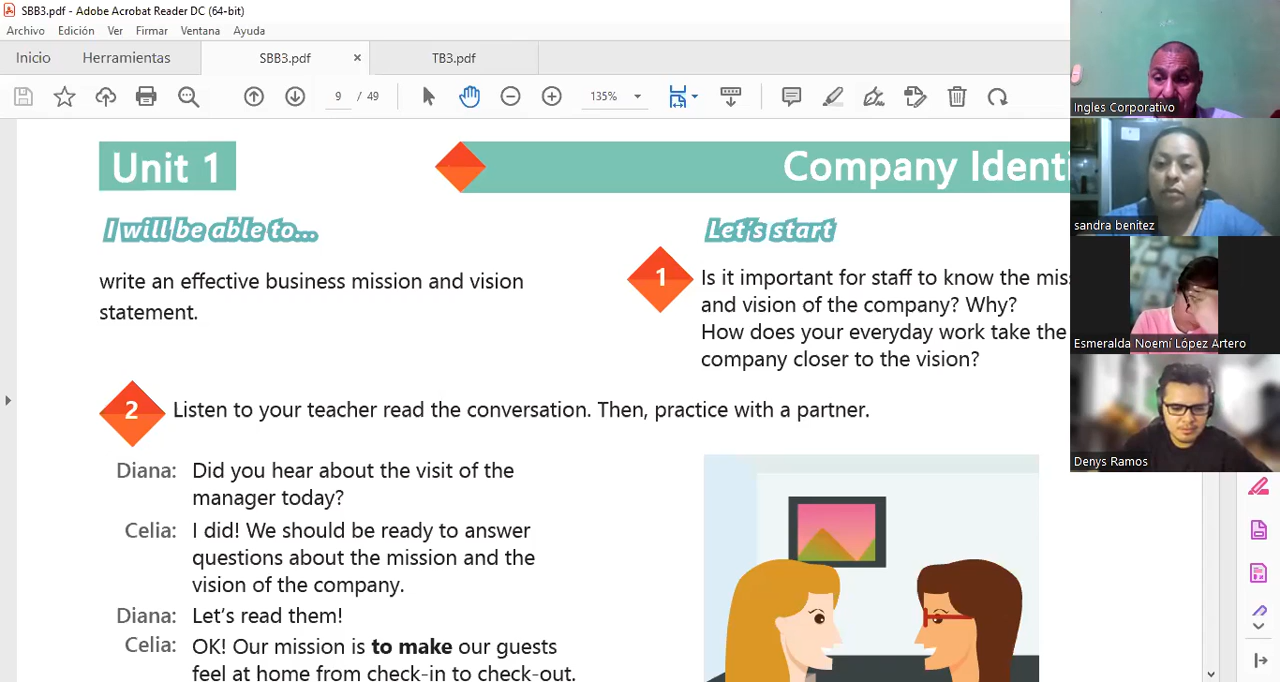 SBB3.pdf - Adobe Acrobat Reader DC (64-bit)
Archivo Edición Ver Firmar Ventana Ayuda
Inicio Herramientas SBB3.pdf × TB3.pdf
9 / 49 135%
Unit 1
Company Identi
I will be able to...
write an effective business mission and vision
statement.
Let's start
1 Is it important for staff to know the mis
and vision of the company? Why?
How does your everyday work take the
company closer to the vision?
2 Listen to your teacher read the conversation. Then, practice with a partner.
Diana: Did you hear about the visit of the
manager today?
Celia: I did! We should be ready to answer
questions about the mission and the
vision of the company.
Diana: Let's read them!
Celia: OK! Our mission is to make our guests
feel at home from check-in to check-out.
Ingles Corporativo
sandra benitez
Esmeralda Noemí López Artero
Denys Ramos